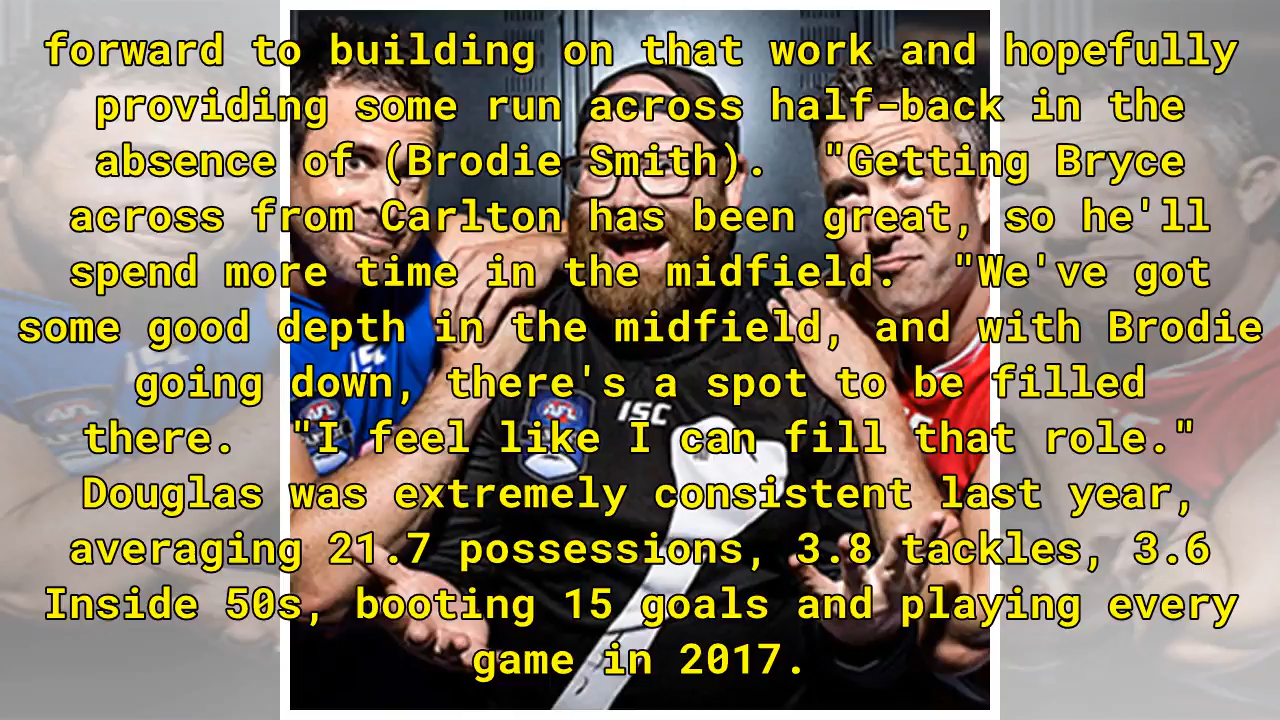 forward to building on that work and hopefully
providing some run across half-back in the
absence of (Brodie Smith).  "Getting Bryce
across from Carlton has been great, so he'll
spend more time in the midfield.  "We've got
some good depth in the midfield, and with Brodie
going down, there's a spot to be filled
there.  "I feel like I can fill that role."
Douglas was extremely consistent last year,
averaging 21.7 possessions, 3.8 tackles, 3.6
Inside 50s, booting 15 goals and playing every
game in 2017.
AFL
AFL
ISC